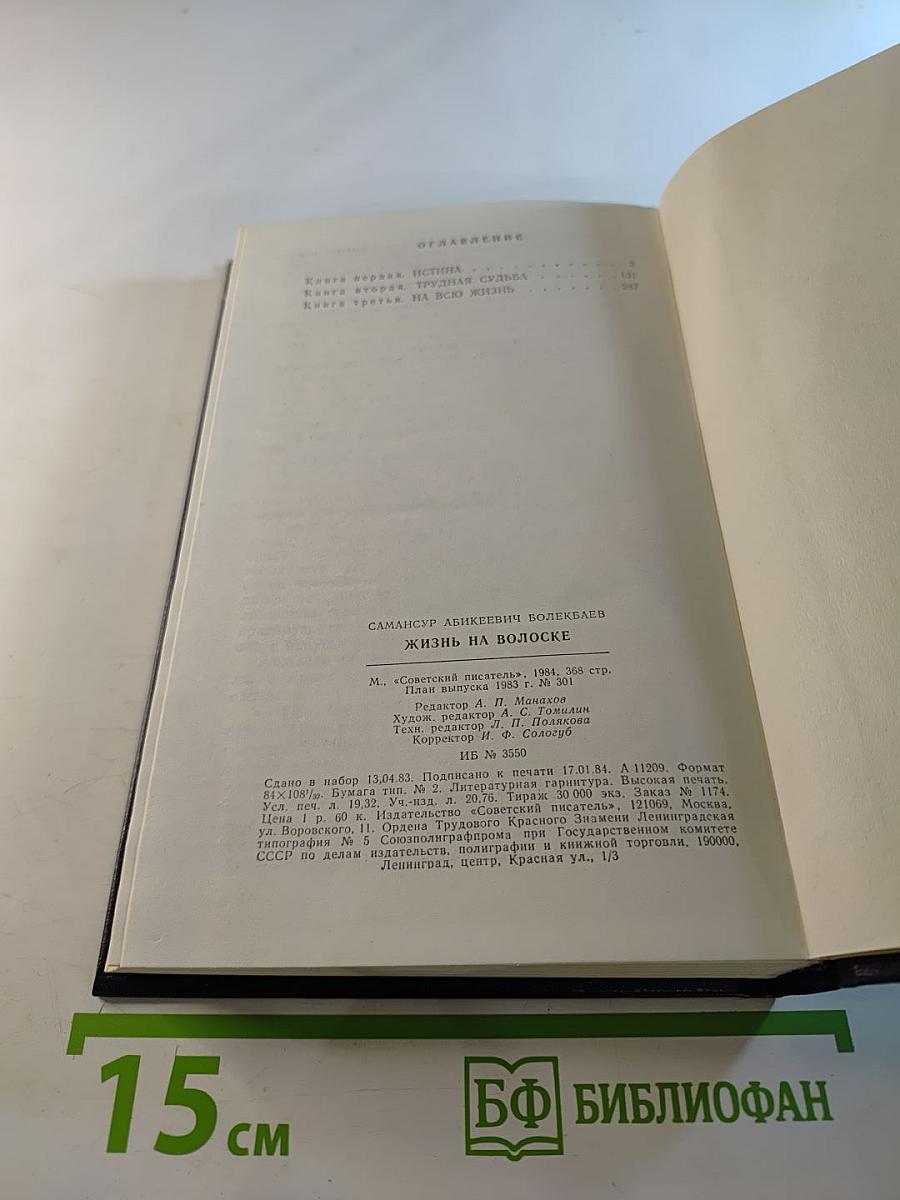 ОГЛАВЛЕНИЕ
Книга первая. ИСТИНА . . . . . . . . . . . . 5
Книга вторая. ТРУДНАЯ СУДЬБА . . . . . . 131
Книга третья. НА ВСЮ ЖИЗНЬ . . . . . . . 287
САМАНСУР АБИКЕЕВИЧ БОЛЕКБАЕВ
ЖИЗНЬ НА ВОЛОСКЕ
М., «Советский писатель», 1984, 368 стр.
План выпуска 1983 г. № 301
Редактор А. П. Манахов
Худож. редактор А. С. Томилин
Техн. редактор Л. П. Полякова
Корректор И. Ф. Сологуб
ИБ № 3550
Сдано в набор 13.04.83. Подписано к печати 17.01.84. А 11209. Формат
84×108¹/₃₂. Бумага тип. № 2. Литературная гарнитура. Высокая печать.
Усл. печ. л. 19,32. Уч.-изд. л. 20,76. Тираж 30 000 экз. Заказ № 1174.
Цена 1 р. 60 к. Издательство «Советский писатель», 121069, Москва,
ул. Воровского, 11. Ордена Трудового Красного Знамени Ленинградская
типография № 5 Союзполиграфпрома при Государственном комитете
СССР по делам издательств, полиграфии и книжной торговли. 190000,
Ленинград, центр, Красная ул., 1/3
15 см
БФ БИБЛИОФАН